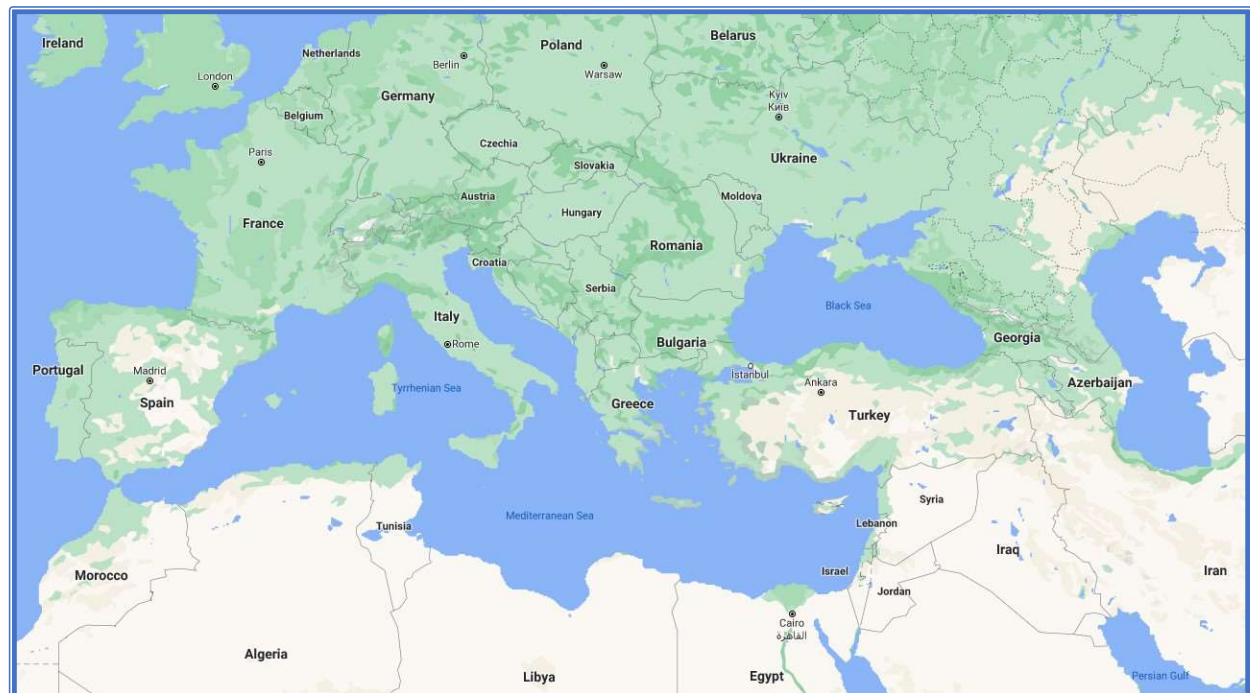 Ireland
Netherlands
London
Berlin
Poland
Warsaw
Belarus
Germany
Belgium
Kyiv
Київ
Paris
Czechia
Slovakia
Ukraine
Austria
Moldova
France
Hungary
Romania
Croatia
Serbia
Italy
Rome
Black Sea
Bulgaria
Georgia
Portugal
Madrid
Spain
Tyrrhenian Sea
İstanbul
Ankara
Azerbaijan
Greece
Turkey
Mediterranean Sea
Syria
Tunisia
Lebanon
Iraq
Morocco
Israel
Jordan
Iran
Cairo
القاهرة
Algeria
Libya
Egypt
Persian Gulf